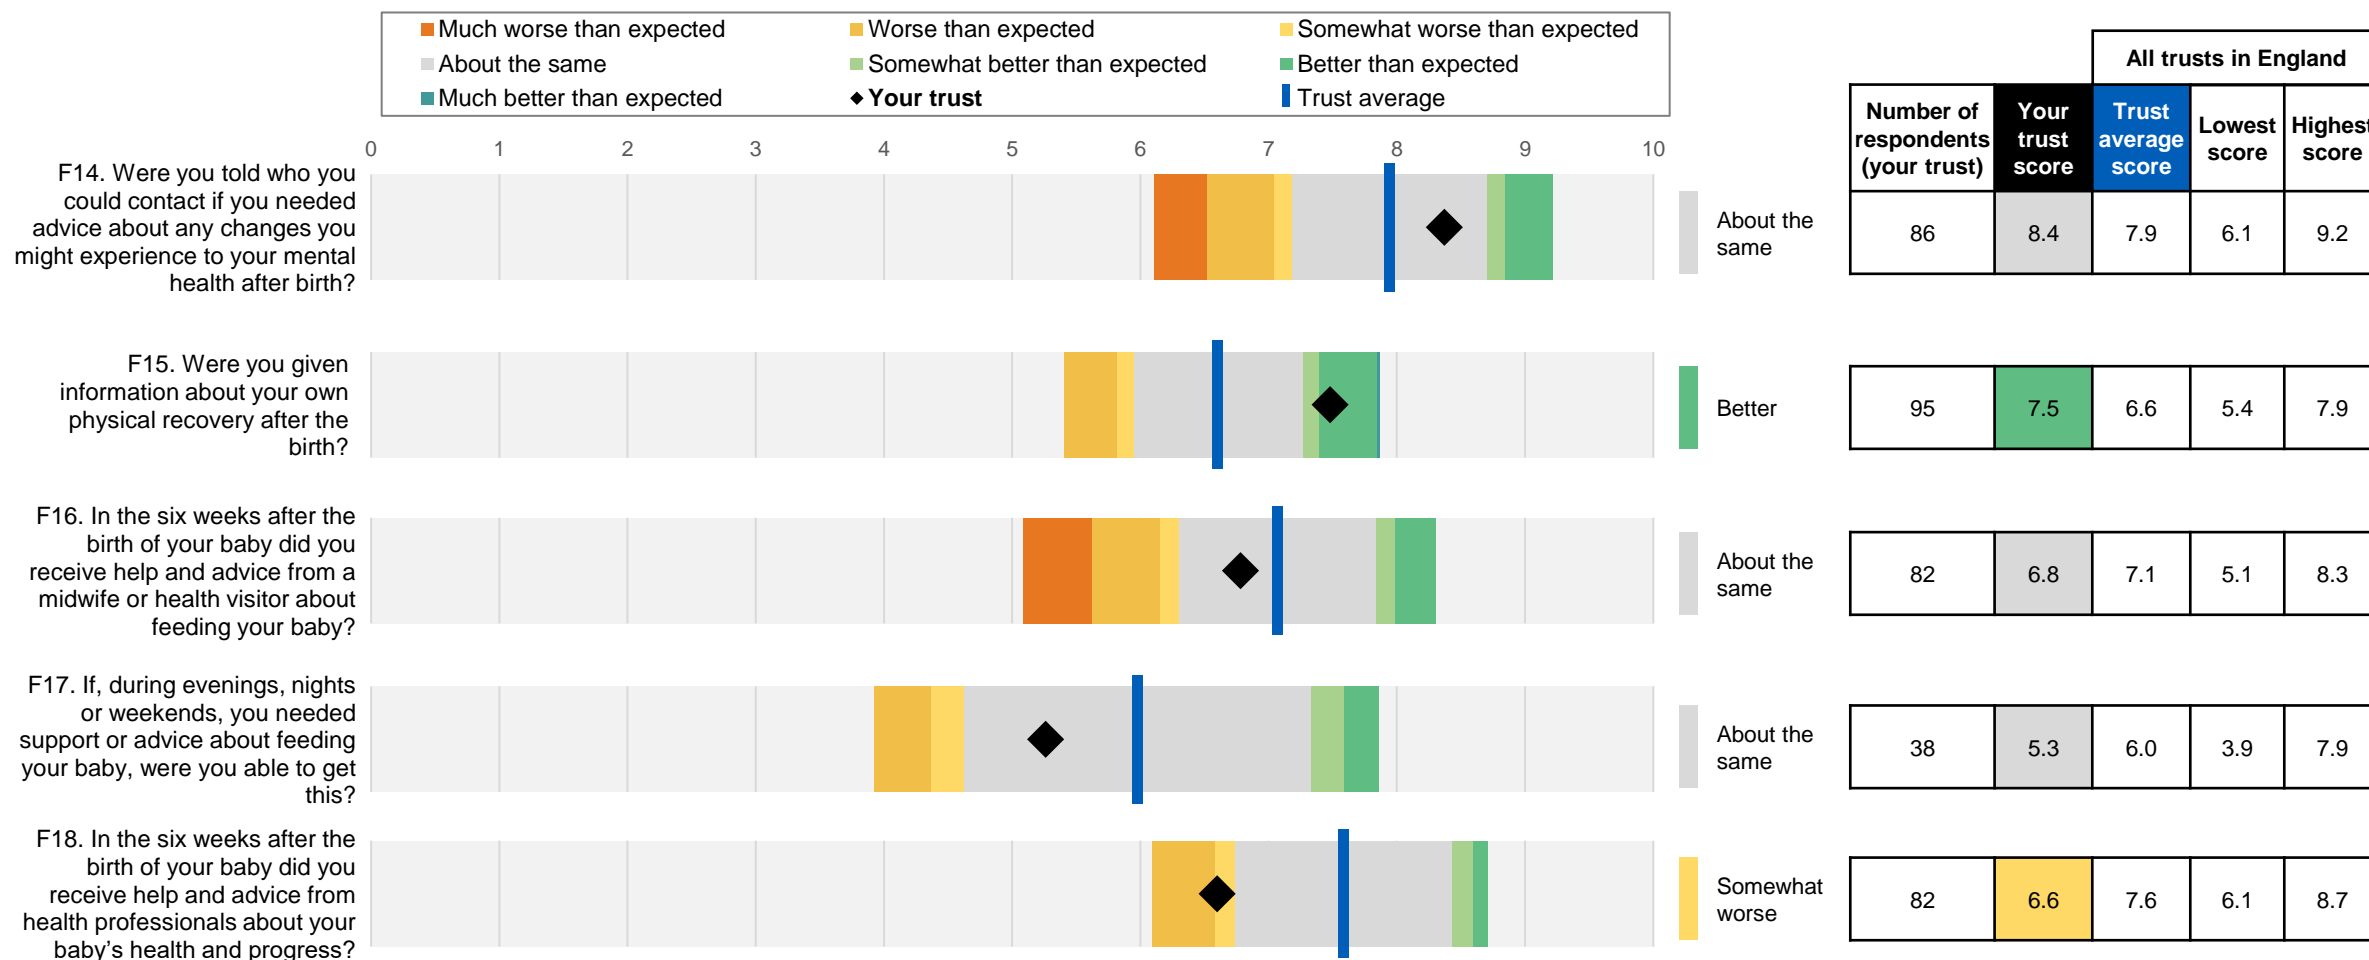 Much worse than expected
Worse than expected
Somewhat worse than expected
About the same
Somewhat better than expected
Better than expected
Much better than expected
Your trust
Trust average
All trusts in England
Number of respondents (your trust)
Your trust score
Trust average score
Lowest score
Highest score
0 1 2 3 4 5 6 7 8 9 10
F14. Were you told who you
could contact if you needed
advice about any changes you
might experience to your mental
health after birth?
About the
same
86 8.4 7.9 6.1 9.2
F15. Were you given
information about your own
physical recovery after the
birth?
Better
95 7.5 6.6 5.4 7.9
F16. In the six weeks after the
birth of your baby did you
receive help and advice from a
midwife or health visitor about
feeding your baby?
About the
same
82 6.8 7.1 5.1 8.3
F17. If, during evenings, nights
or weekends, you needed
support or advice about feeding
your baby, were you able to get
this?
About the
same
38 5.3 6.0 3.9 7.9
F18. In the six weeks after the
birth of your baby did you
receive help and advice from
health professionals about your
baby’s health and progress?
Somewhat
worse
82 6.6 7.6 6.1 8.7